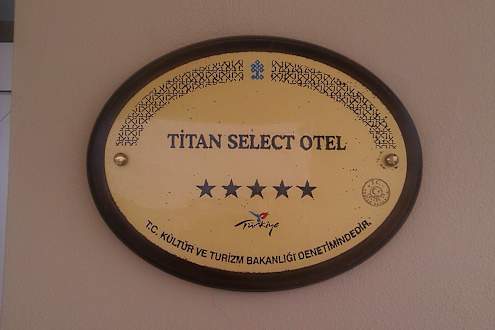 TİTAN SELECT OTEL
Türkiye
T.C. KÜLTÜR VE TURİZM BAKANLIĞI DENETİMİNDEDİR.